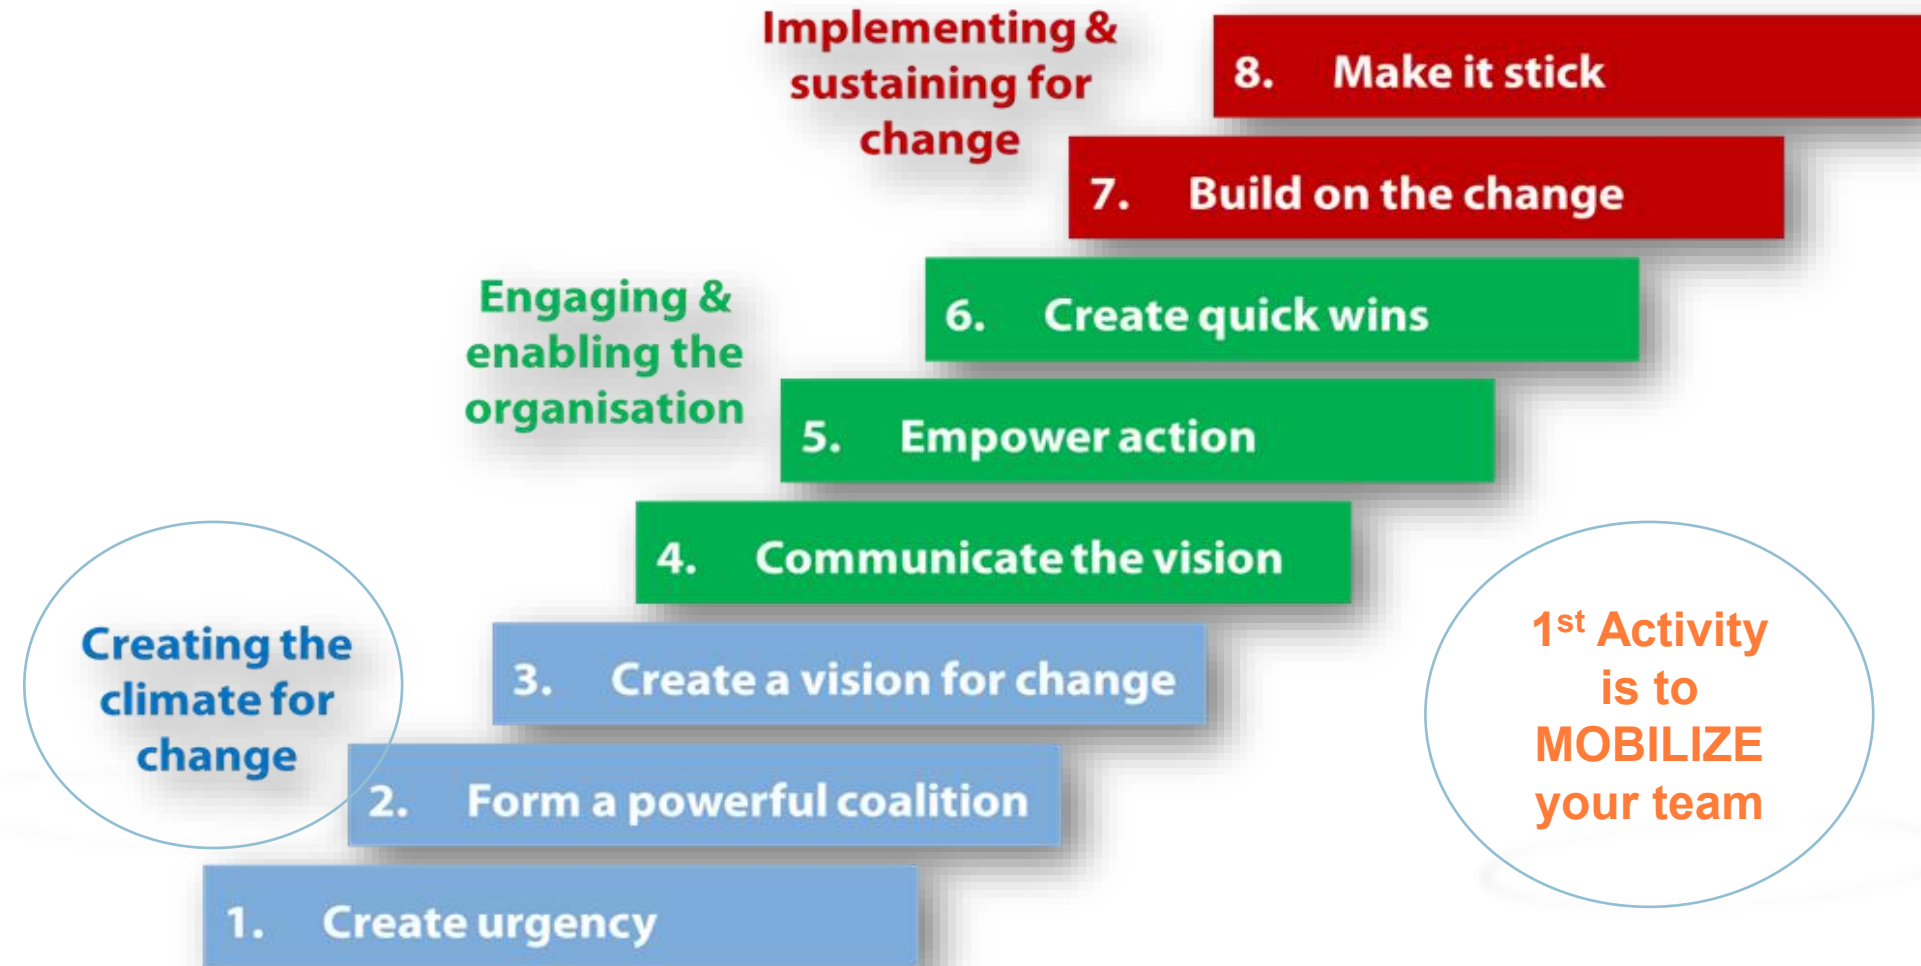 Implementing &
sustaining for
change
8. Make it stick
7. Build on the change
Engaging &
enabling the
organisation
6. Create quick wins
5. Empower action
4. Communicate the vision
Creating the
climate for
change
3. Create a vision for change
2. Form a powerful coalition
1. Create urgency
1st Activity
is to
MOBILIZE
your team